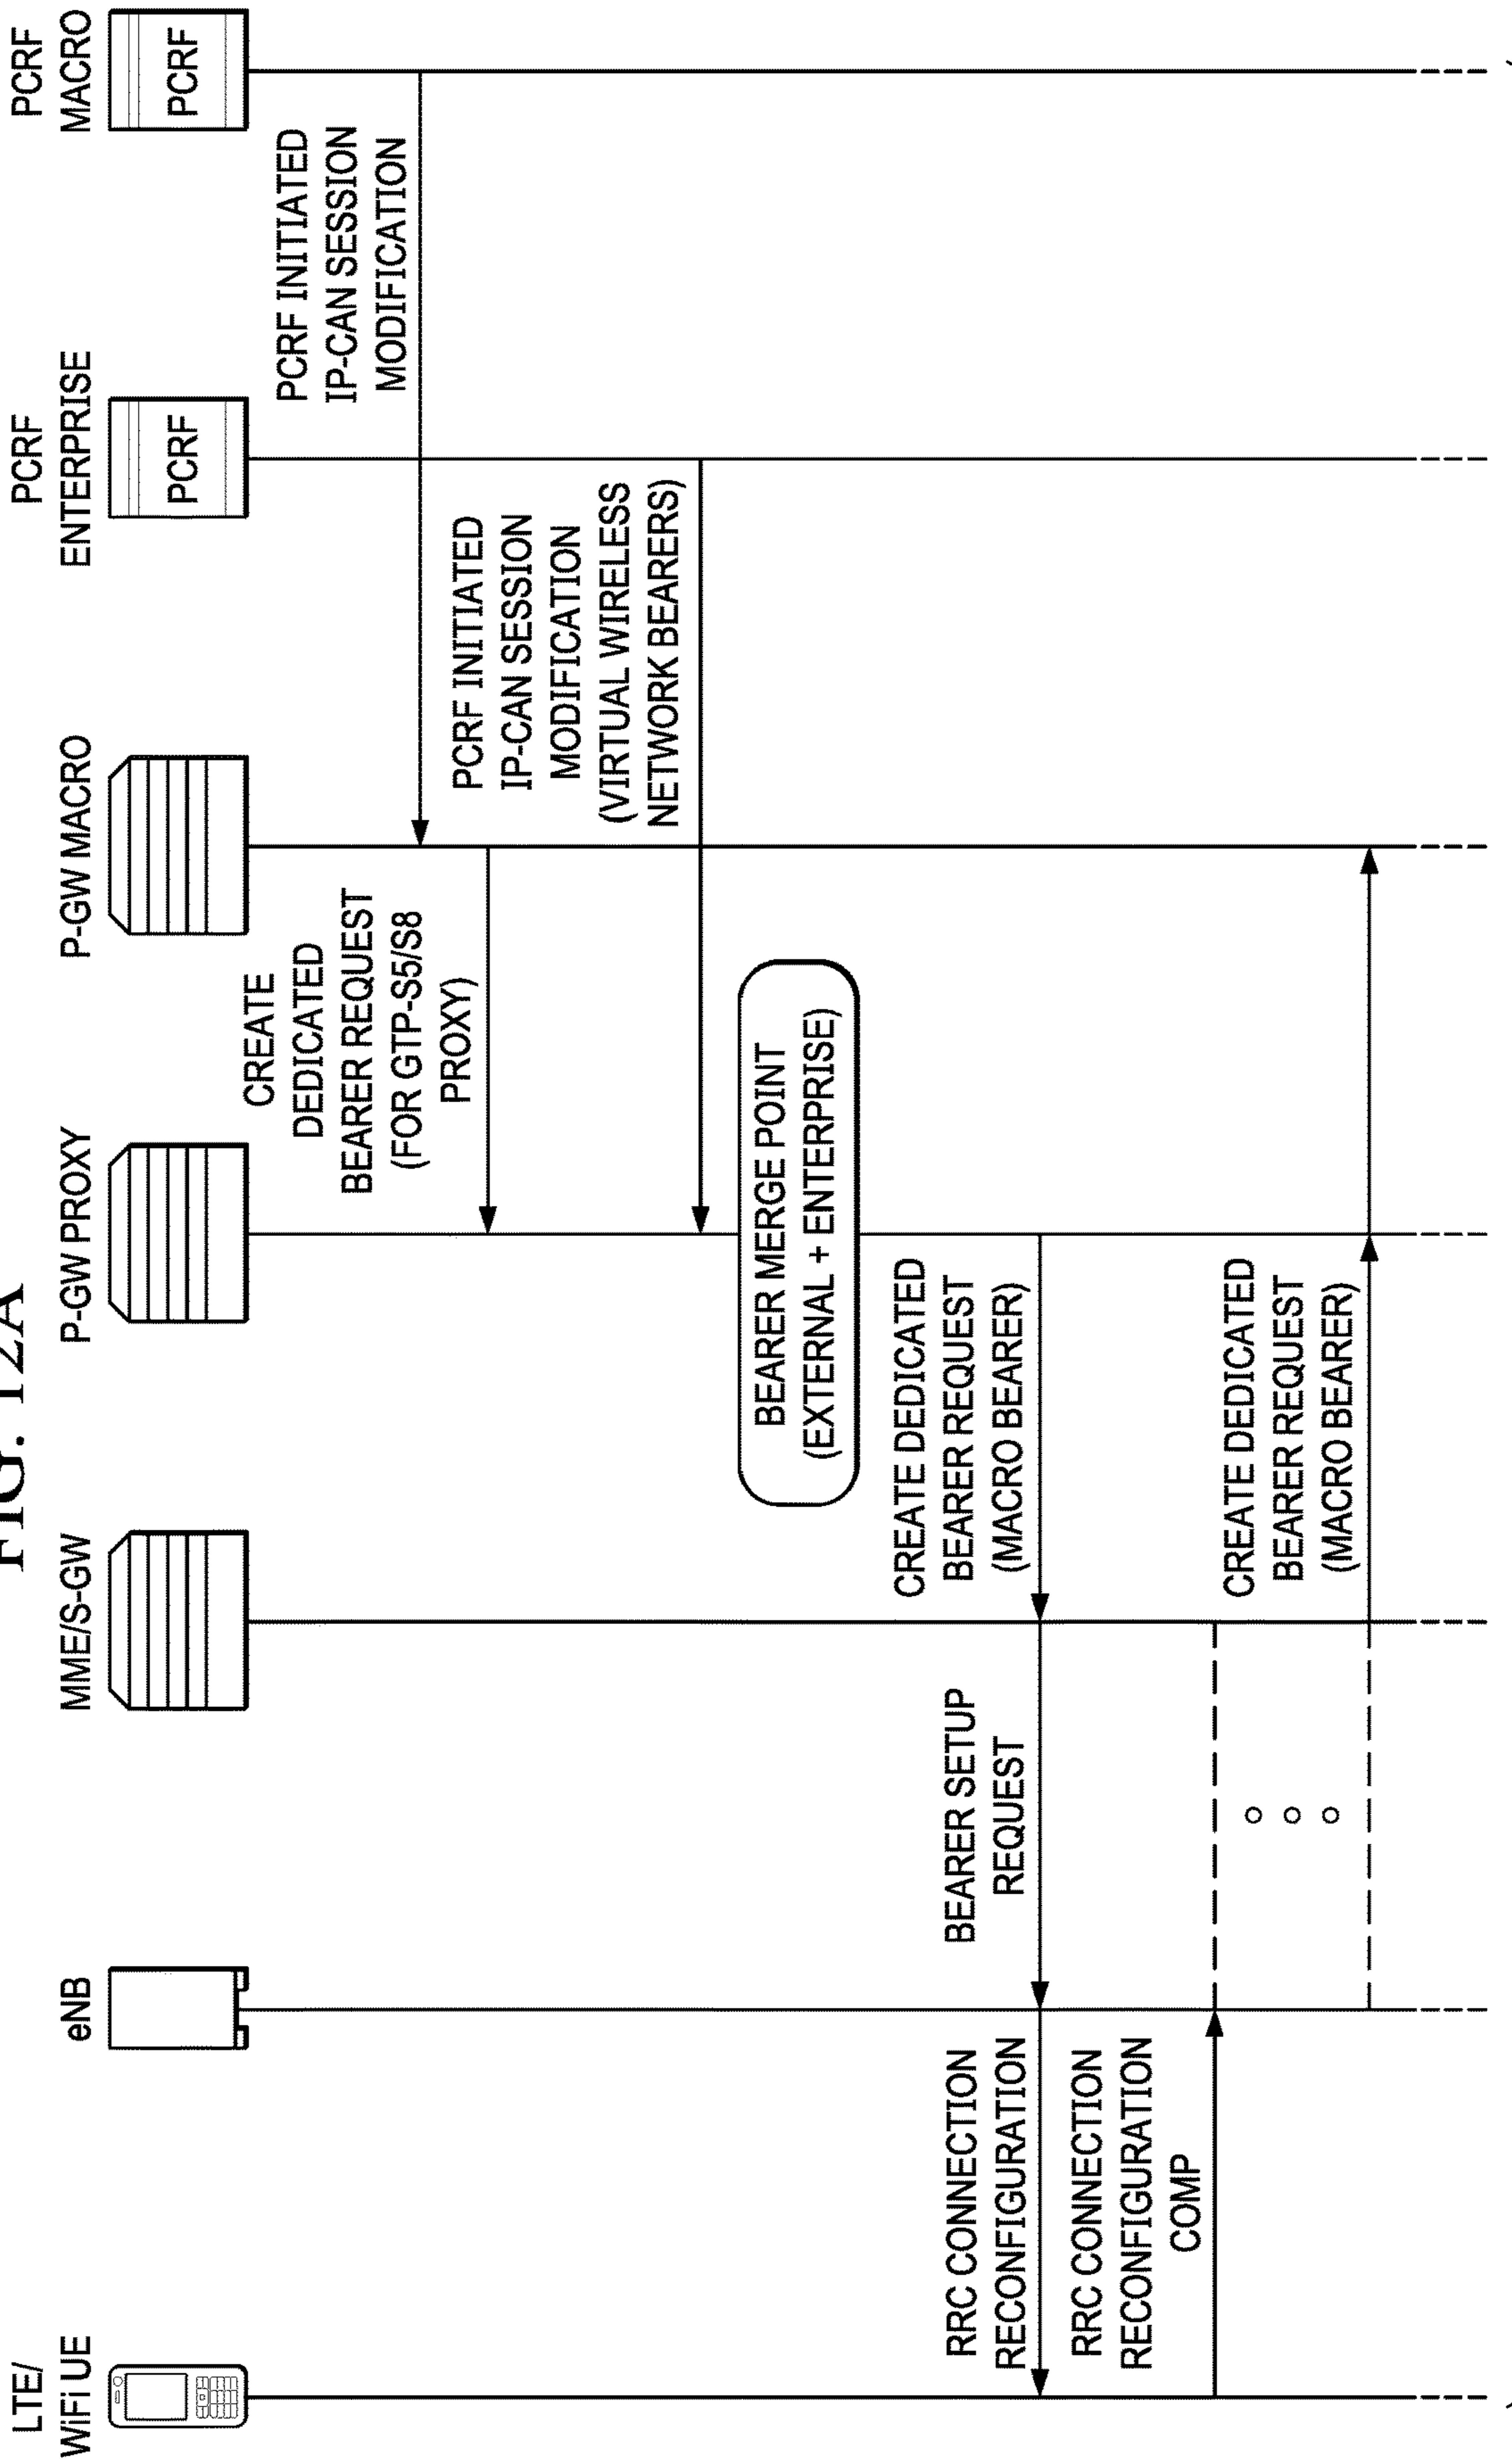 FIG. 12A
LTE/
WiFi UE
eNB
MME/S-GW
P-GW PROXY
P-GW MACRO
PCRF
ENTERPRISE
PCRF
MACRO
PCRF
PCRF
PCRF INITIATED
IP-CAN SESSION
MODIFICATION
CREATE
DEDICATED
BEARER REQUEST
(FOR GTP-S5/S8
PROXY)
PCRF INITIATED
IP-CAN SESSION
MODIFICATION
(VIRTUAL WIRELESS
NETWORK BEARERS)
BEARER MERGE POINT
(EXTERNAL + ENTERPRISE)
CREATE DEDICATED
BEARER REQUEST
(MACRO BEARER)
BEARER SETUP
REQUEST
RRC CONNECTION
RECONFIGURATION
RRC CONNECTION
RECONFIGURATION
COMP
CREATE DEDICATED
BEARER REQUEST
(MACRO BEARER)